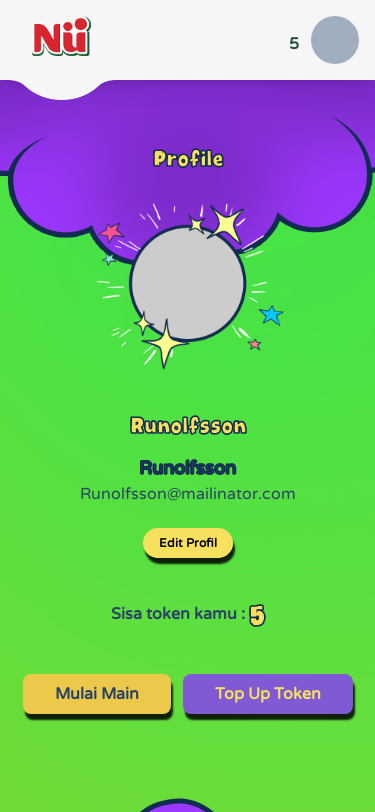 Nü
5
Profile
Runolfsson
Runolfsson
Runolfsson@mailinator.com
Edit Profil
Sisa token kamu : 5
Mulai Main
Top Up Token